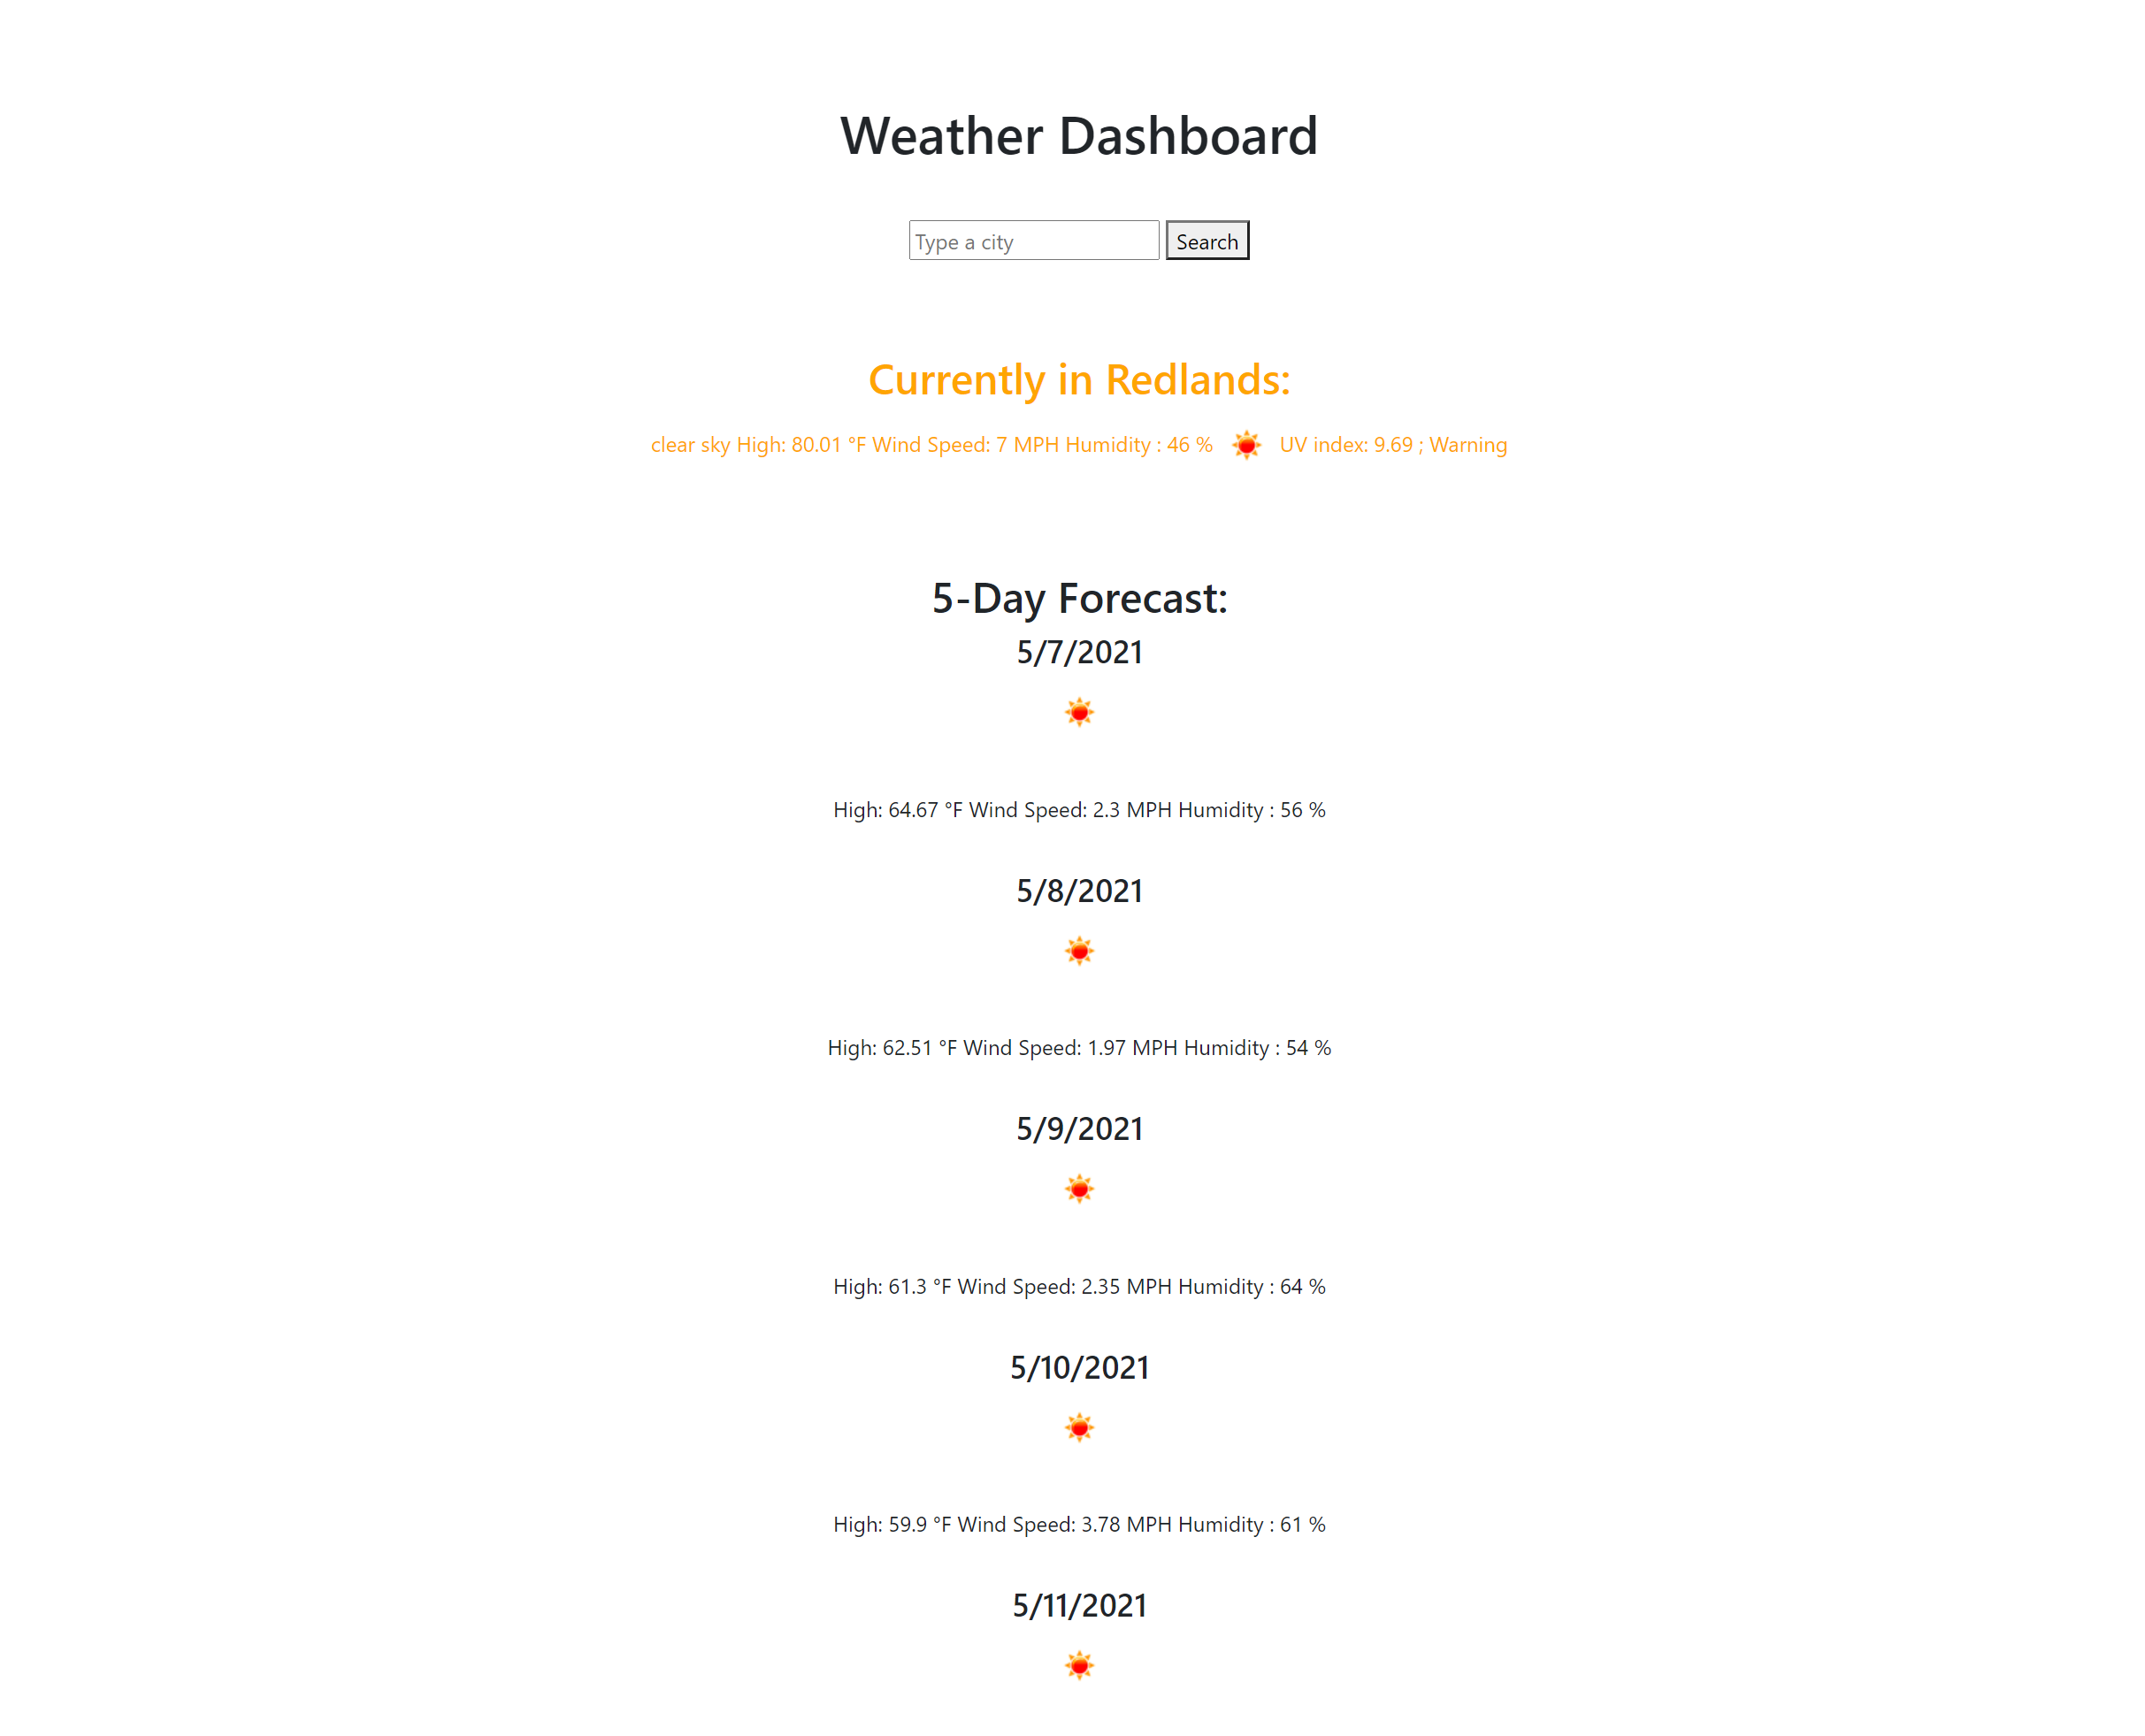 Weather Dashboard
Type a city Search
Currently in Redlands:
clear sky High: 80.01 °F Wind Speed: 7 MPH Humidity : 46 % UV index: 9.69 ; Warning
5-Day Forecast:
5/7/2021
High: 64.67 °F Wind Speed: 2.3 MPH Humidity : 56 %
5/8/2021
High: 62.51 °F Wind Speed: 1.97 MPH Humidity : 54 %
5/9/2021
High: 61.3 °F Wind Speed: 2.35 MPH Humidity : 64 %
5/10/2021
High: 59.9 °F Wind Speed: 3.78 MPH Humidity : 61 %
5/11/2021